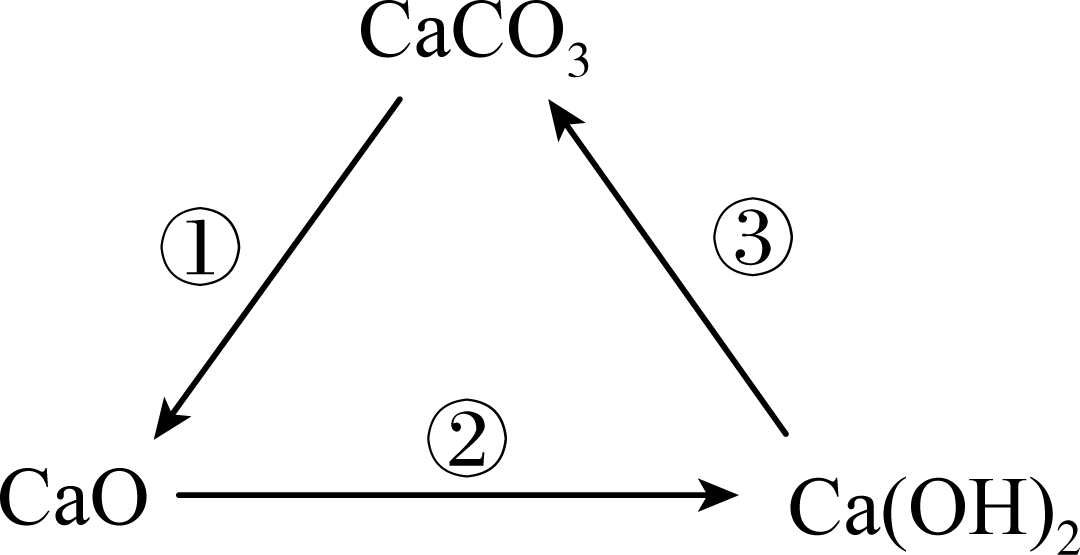 CaCO₃
① ③
②
CaO Ca(OH)₂